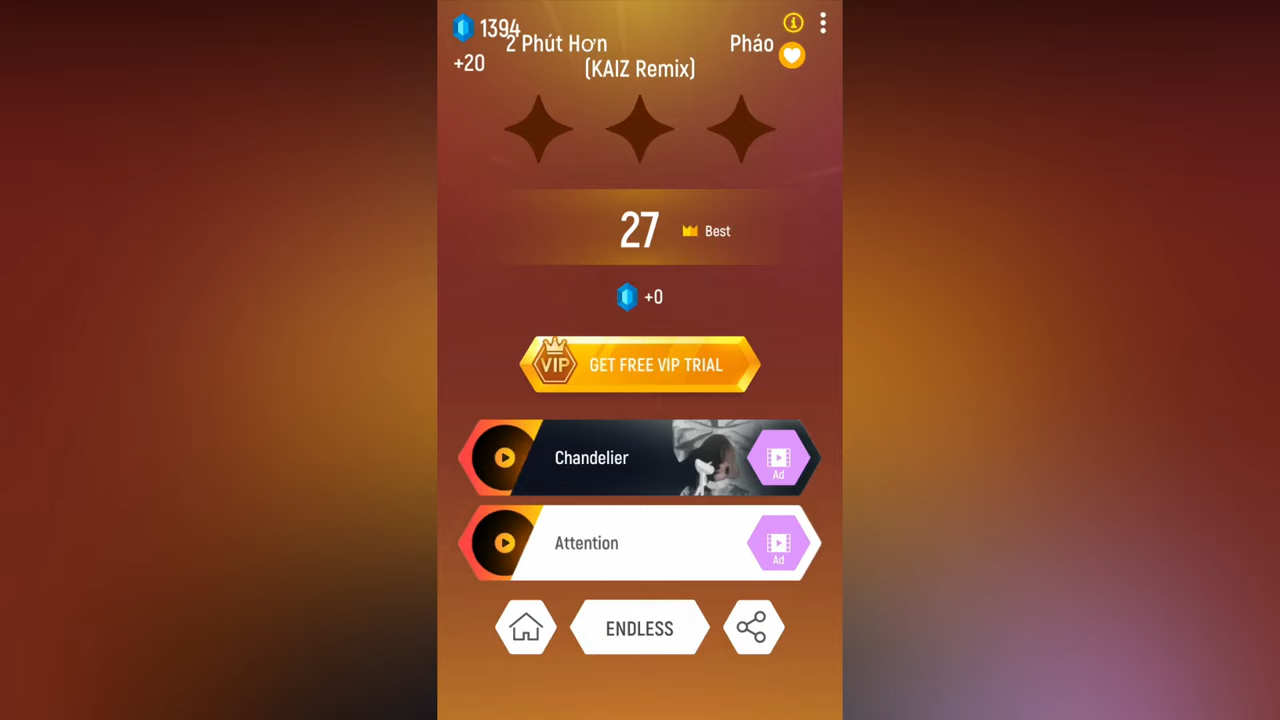 1394
+20
2 Phút Hơn
Pháo
(KAIZ Remix)
27
Best
+0
VIP
GET FREE VIP TRIAL
Chandelier
Ad
Attention
Ad
ENDLESS